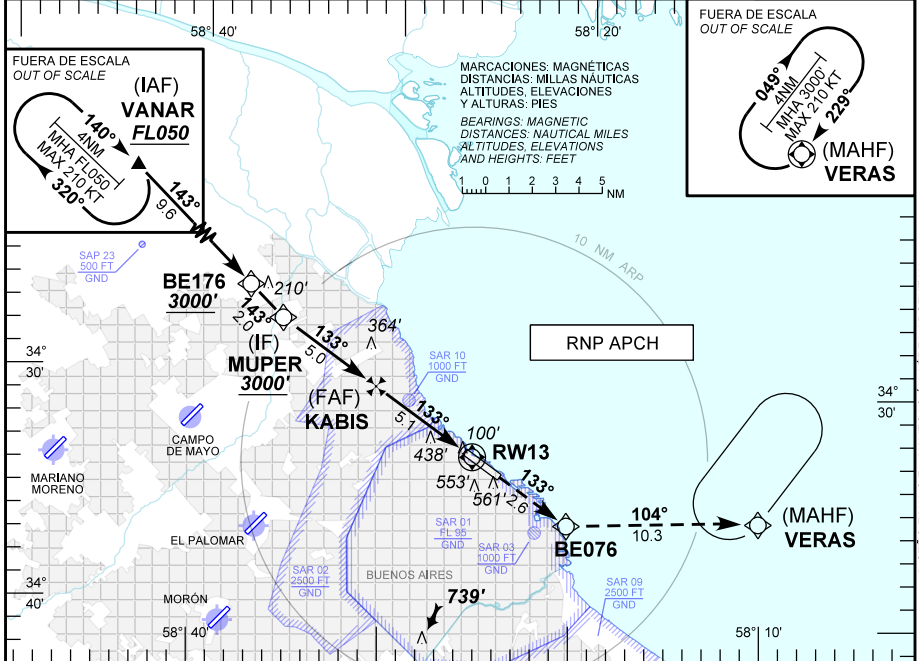 58° 40'
58° 20'
FUERA DE ESCALA
OUT OF SCALE
(IAF)
VANAR
FL050
140°
4NM
MHA FL050
MAX 210 KT
320°
143°
9.6
MARCACIONES: MAGNÉTICAS
DISTANCIAS: MILLAS NÁUTICAS
ALTITUDES, ELEVACIONES
Y ALTURAS: PIES
BEARINGS: MAGNETIC
DISTANCES: NAUTICAL MILES
ALTITUDES, ELEVATIONS
AND HEIGHTS: FEET
1 0 1 2 3 4 5
NM
FUERA DE ESCALA
OUT OF SCALE
049°
4NM
MHA 3000'
MAX 210 KT
229°
(MAHF)
VERAS
SAP 23
500 FT
GND
10 NM ARP
BE176
3000'
210'
143°
2.0
(IF)
MUPER
3000'
133°
5.0
364'
RNP APCH
34°
30'
SAR 10
1000 FT
GND
34°
30'
(FAF)
KABIS
133°
5.1
CAMPO
DE MAYO
438'
100'
RW13
MARIANO
MORENO
553'
561'
133°
2.6
EL PALOMAR
SAR 01
FL 95
GND
SAR 03
1000 FT
GND
BE076
104°
10.3
(MAHF)
VERAS
SAR 02
2500 FT
GND
BUENOS AIRES
SAR 09
2500 FT
GND
34°
40'
MORÓN
739'
58° 40'
58° 10'